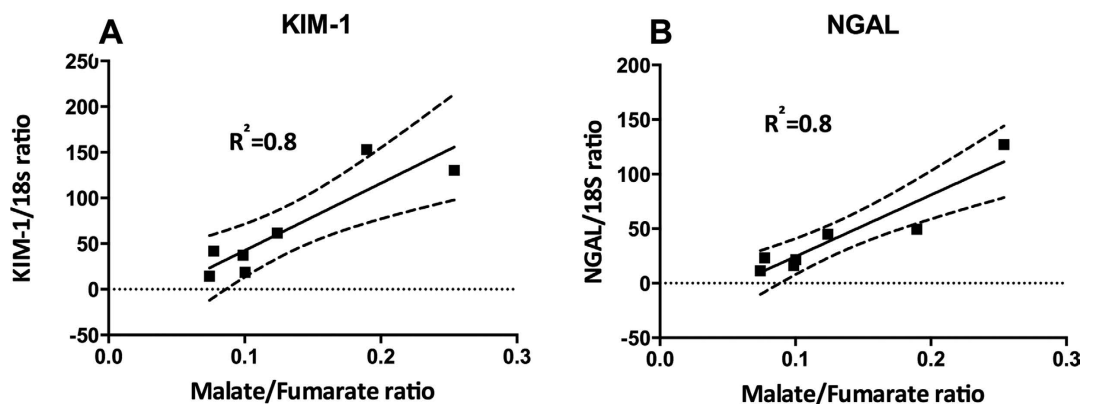 A
KIM-1
KIM-1/18s ratio
250
200
150
100
50
0
-50
R²=0.8
0.0
0.1
0.2
0.3
Malate/Fumarate ratio
B
NGAL
NGAL/18S ratio
200
150
100
50
0
-50
R²=0.8
0.0
0.1
0.2
0.3
Malate/Fumarate ratio